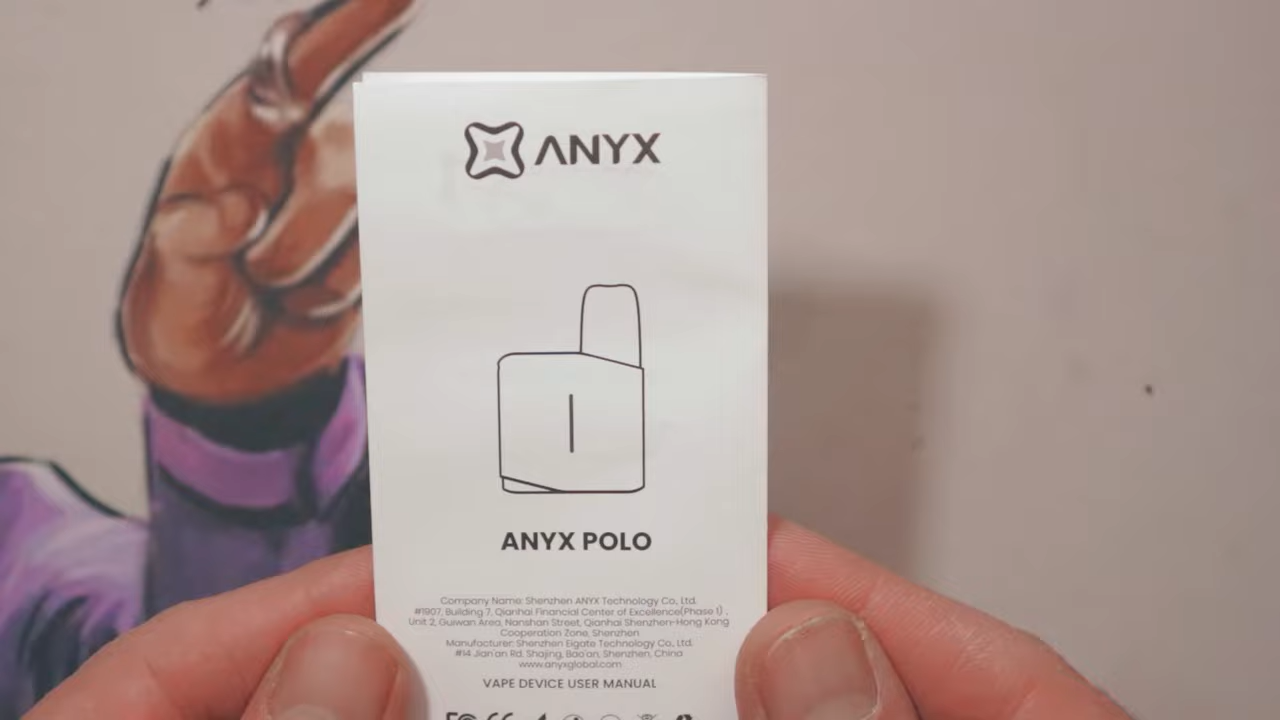 ANYX
ANYX POLO
Company Name: Shenzhen ANYX Technology Co., Ltd.
#1907, Building 7, Qianhai Financial Center of Excellence(Phase 1) ,
Unit 2, Guiwan Area, Nanshan Street, Qianhai Shenzhen-Hong Kong
Cooperation Zone, Shenzhen
Manufacturer: Shenzhen Eigate Technology Co., Ltd.
#14 Jian'an Rd, Shajing, Bao'an, Shenzhen, China
www.anyxglobal.com
VAPE DEVICE USER MANUAL